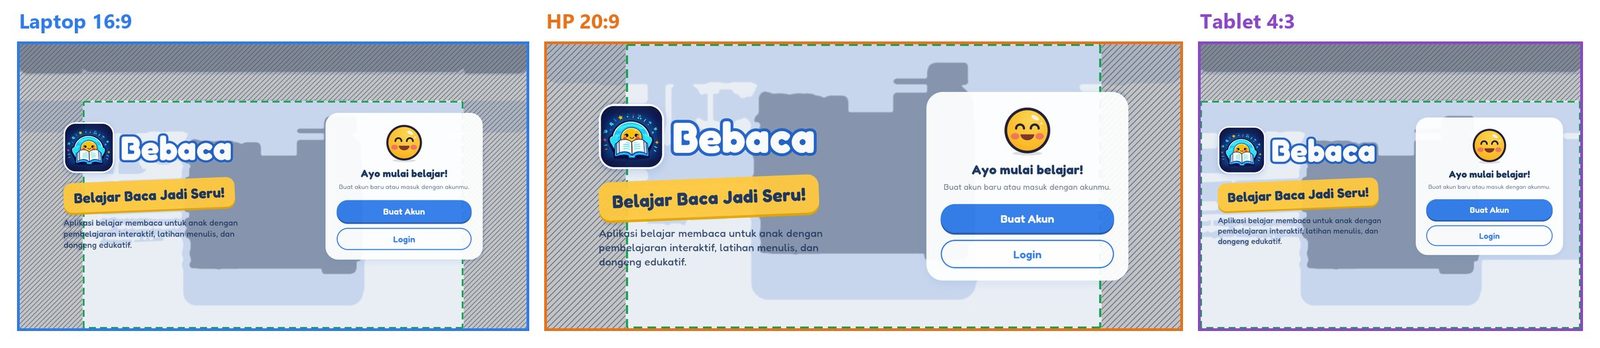 Laptop 16:9
Bebaca
Belajar Baca Jadi Seru!
Aplikasi belajar membaca untuk anak dengan
pembelajaran interaktif, latihan menulis, dan
dongeng edukatif.
Ayo mulai belajar!
Buat akun baru atau masuk dengan akunmu.
Buat Akun
Login
HP 20:9
Bebaca
Belajar Baca Jadi Seru!
Aplikasi belajar membaca untuk anak dengan
pembelajaran interaktif, latihan menulis, dan
dongeng edukatif.
Ayo mulai belajar!
Buat akun baru atau masuk dengan akunmu.
Buat Akun
Login
Tablet 4:3
Bebaca
Belajar Baca Jadi Seru!
Aplikasi belajar membaca untuk anak dengan
pembelajaran interaktif, latihan menulis, dan
dongeng edukatif.
Ayo mulai belajar!
Buat akun baru atau masuk dengan akunmu.
Buat Akun
Login